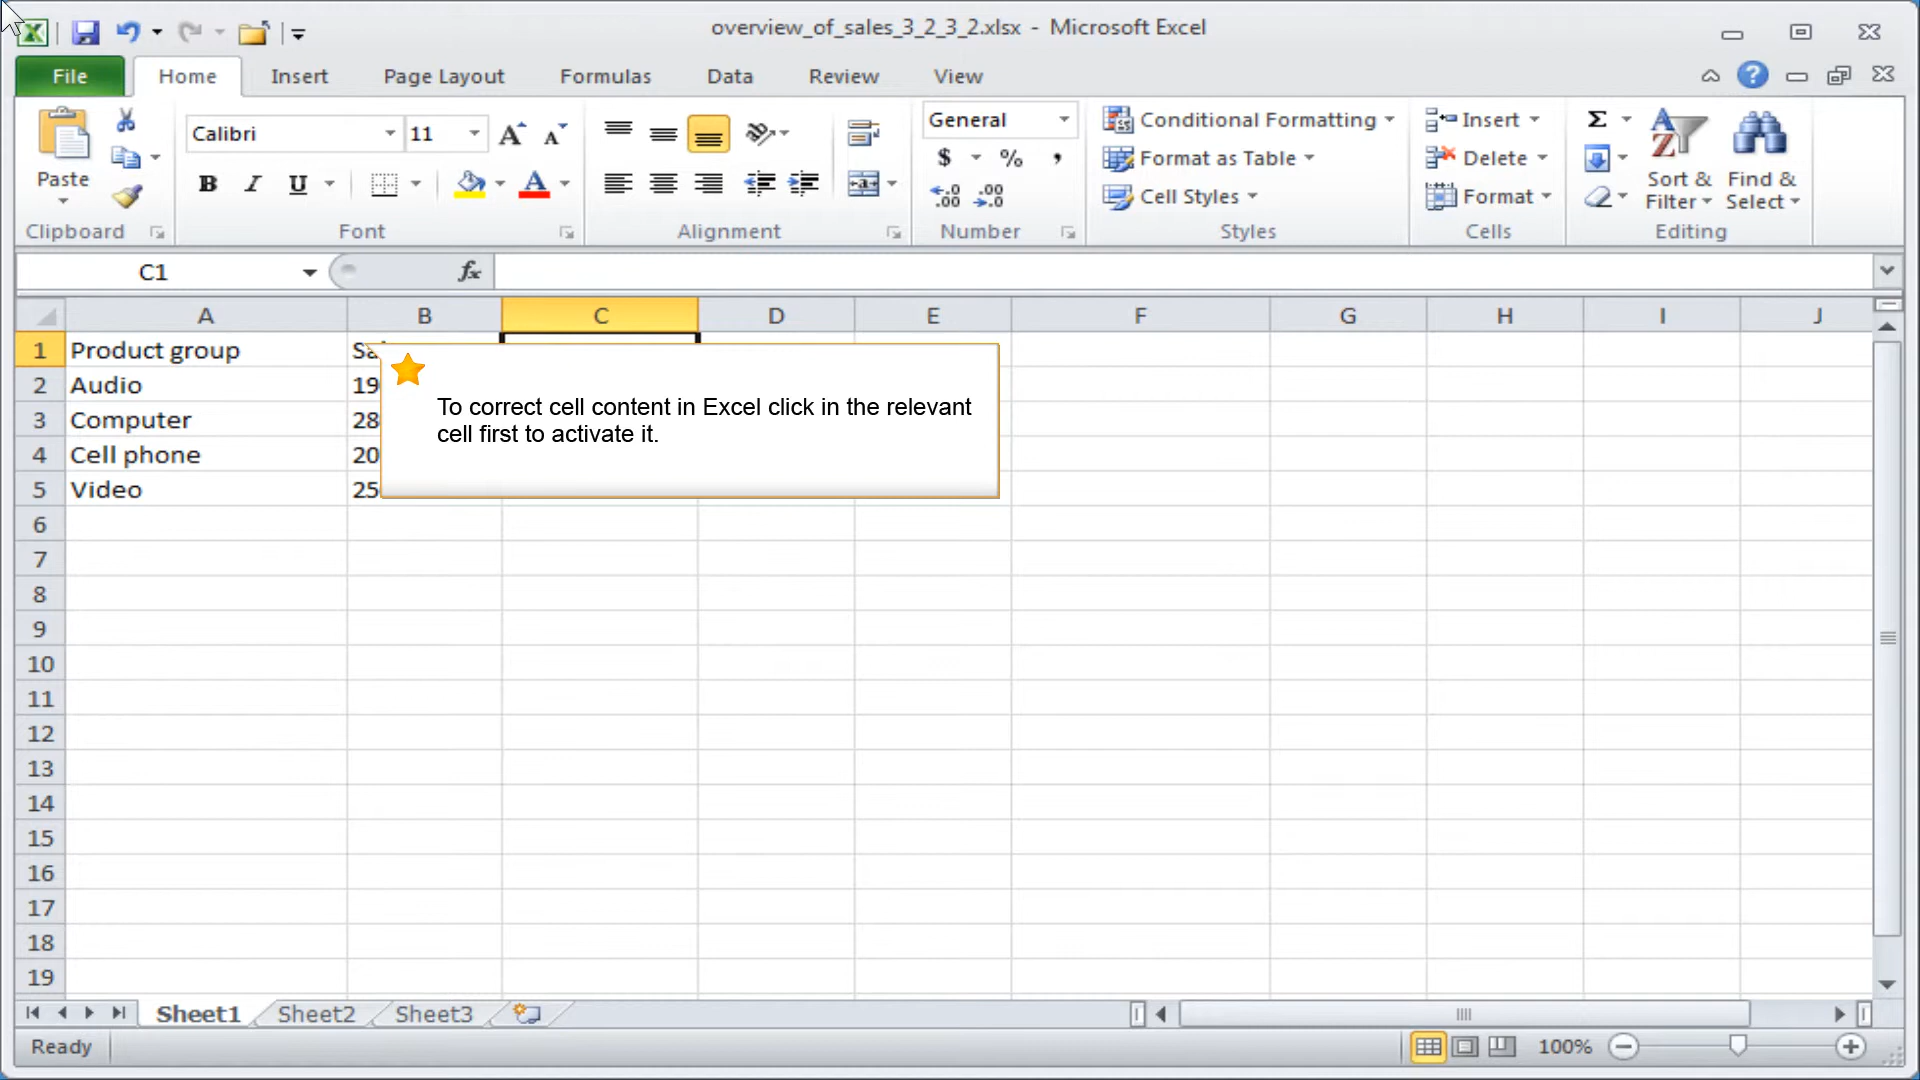 overview_of_sales_3_2_3_2.xlsx - Microsoft Excel
File Home Insert Page Layout Formulas Data Review View
Calibri 11 General Conditional Formatting Insert Σ
Paste B I U $ % , Format as Table Delete Sort & Filter Find & Select
Cell Styles Format
Clipboard Font Alignment Number Styles Cells Editing
C1 fx
A B C D E F G H I J
1 Product group
2 Audio 19
3 Computer 28
4 Cell phone 20
5 Video 25
To correct cell content in Excel click in the relevant
cell first to activate it.
6
7
8
9
10
11
12
13
14
15
16
17
18
19
Sheet1 Sheet2 Sheet3
Ready 100%